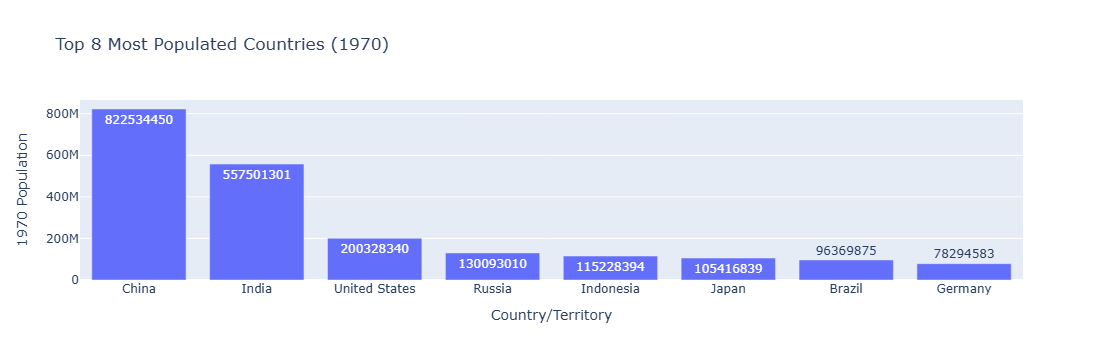 Top 8 Most Populated Countries (1970)
1970 Population
800M
600M
400M
200M
0
822534450
557501301
200328340
130093010
115228394
105416839
96369875
78294583
China
India
United States
Russia
Indonesia
Japan
Brazil
Germany
Country/Territory